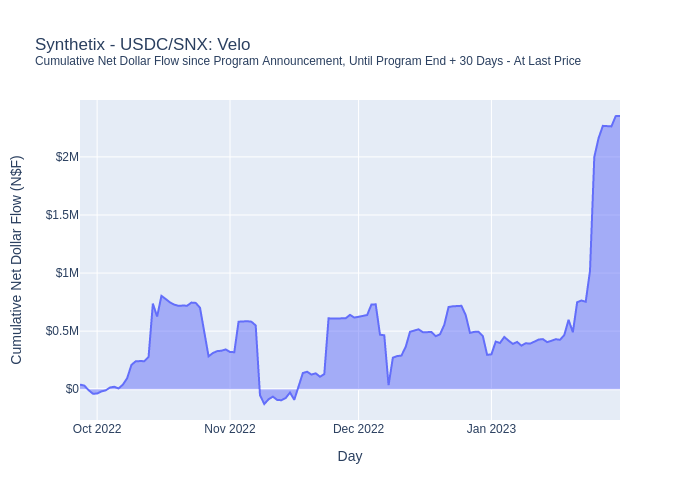 Synthetix - USDC/SNX: Velo
Cumulative Net Dollar Flow since Program Announcement, Until Program End + 30 Days - At Last Price
Cumulative Net Dollar Flow (N$F)
$2M
$1.5M
$1M
$0.5M
$0
Oct 2022
Nov 2022
Dec 2022
Jan 2023
Day